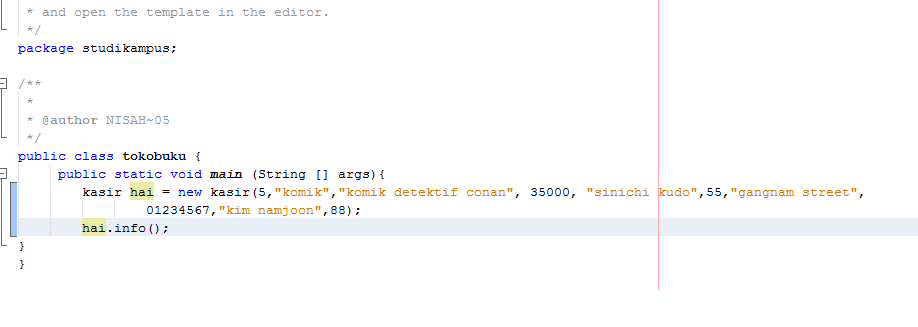 * and open the template in the editor.
*/
package studikampus;
/**
*
* @author NISAH~05
*/
public class tokobuku {
public static void main (String [] args){
kasir hai = new kasir(5,"komik","komik detektif conan", 35000, "sinichi kudo",55,"gangnam street",
01234567,"kim namjoon",88);
hai.info();
}
}